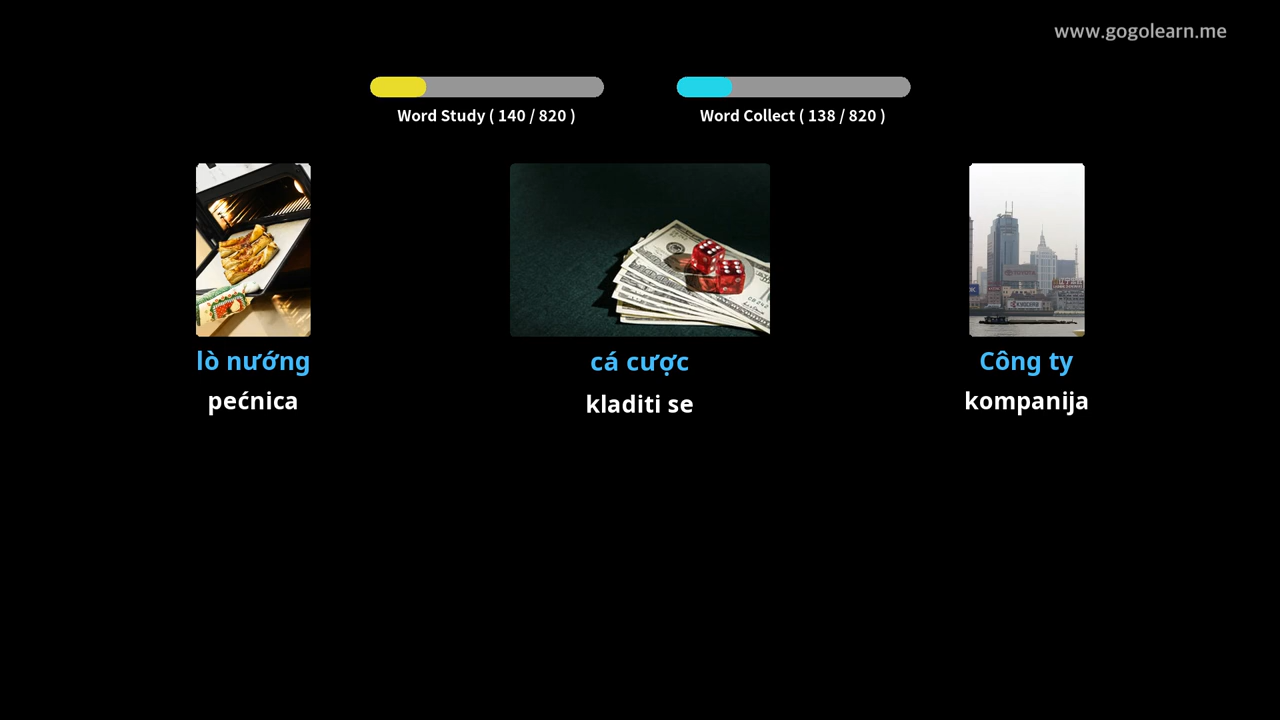 www.gogolearn.me
Word Study ( 140 / 820 )
Word Collect ( 138 / 820 )
TOYOTA
lò nướng
cá cược
Công ty
pećnica
kladiti se
kompanija